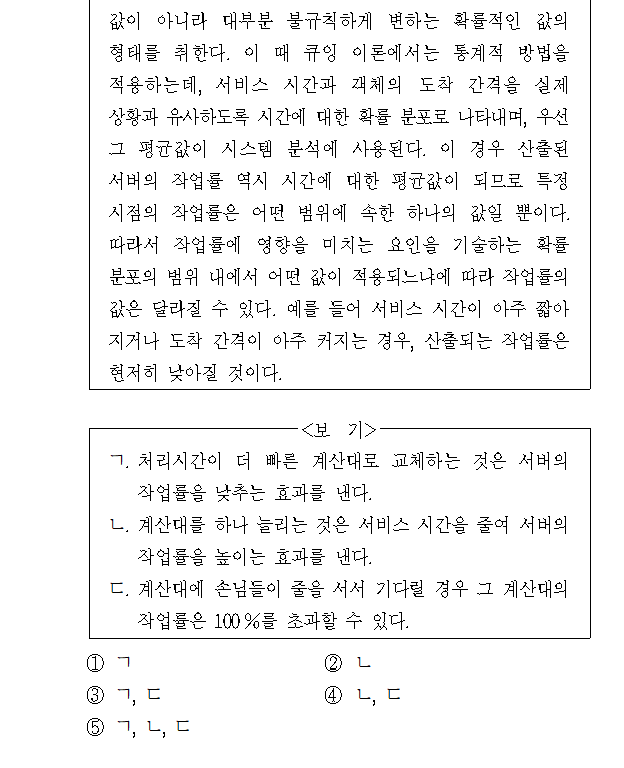 값이 아니라 대부분 불규칙하게 변하는 확률적인 값의
형태를 취한다. 이 때 큐잉 이론에서는 통계적 방법을
적용하는데, 서비스 시간과 객체의 도착 간격을 실제
상황과 유사하도록 시간에 대한 확률 분포로 나타내며, 우선
그 평균값이 시스템 분석에 사용된다. 이 경우 산출된
서버의 작업률 역시 시간에 대한 평균값이 되므로 특정
시점의 작업률은 어떤 범위에 속한 하나의 값일 뿐이다.
따라서 작업률에 영향을 미치는 요인을 기술하는 확률
분포의 범위 내에서 어떤 값이 적용되느냐에 따라 작업률의
값은 달라질 수 있다. 예를 들어 서비스 시간이 아주 짧아
지거나 도착 간격이 아주 커지는 경우, 산출되는 작업률은
현저히 낮아질 것이다.
<보 기>
ㄱ. 처리시간이 더 빠른 계산대로 교체하는 것은 서버의
작업률을 낮추는 효과를 낸다.
ㄴ. 계산대를 하나 늘리는 것은 서비스 시간을 줄여 서버의
작업률을 높이는 효과를 낸다.
ㄷ. 계산대에 손님들이 줄을 서서 기다릴 경우 그 계산대의
작업률은 100％를 초과할 수 있다.
① ㄱ ② ㄴ
③ ㄱ, ㄷ ④ ㄴ, ㄷ
⑤ ㄱ, ㄴ, ㄷ